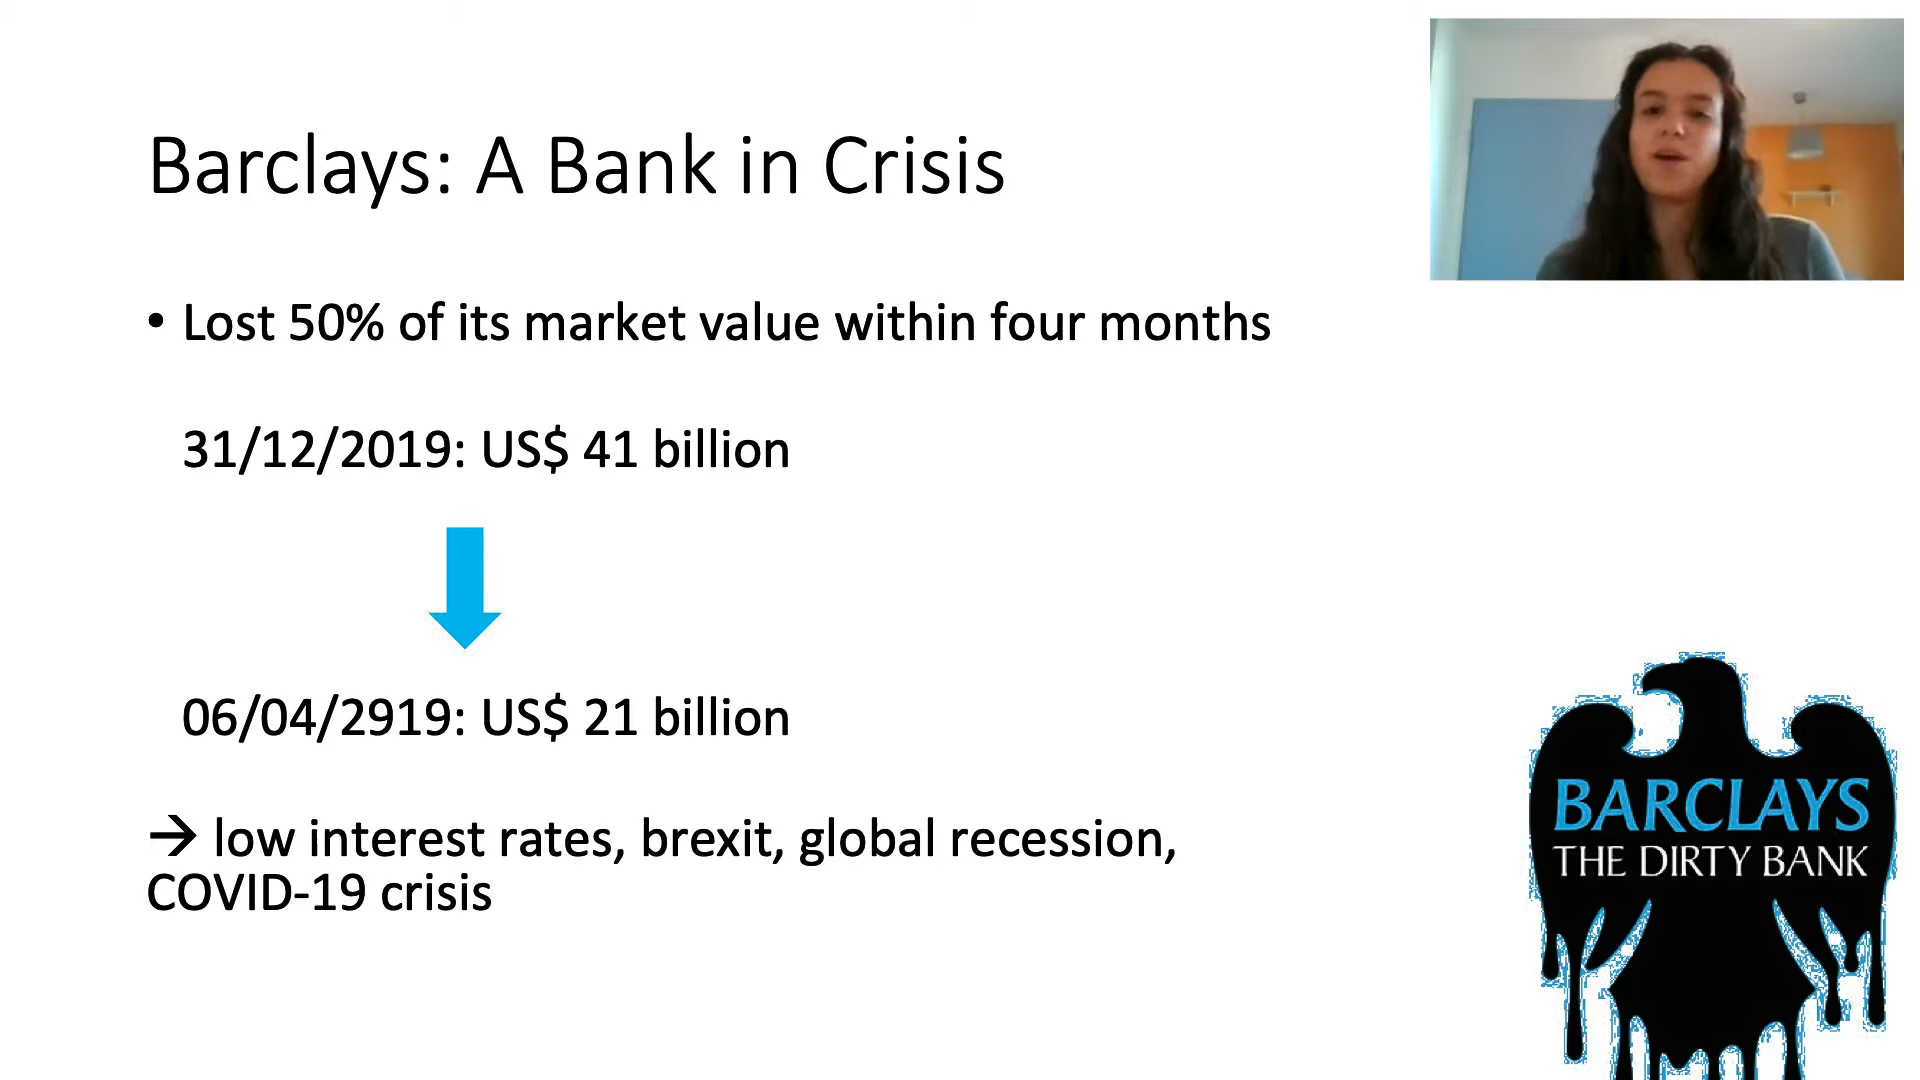 Barclays: A Bank in Crisis
• Lost 50% of its market value within four months
31/12/2019: US$ 41 billion
06/04/2919: US$ 21 billion
→ low interest rates, brexit, global recession,
COVID-19 crisis
BARCLAYS
THE DIRTY BANK